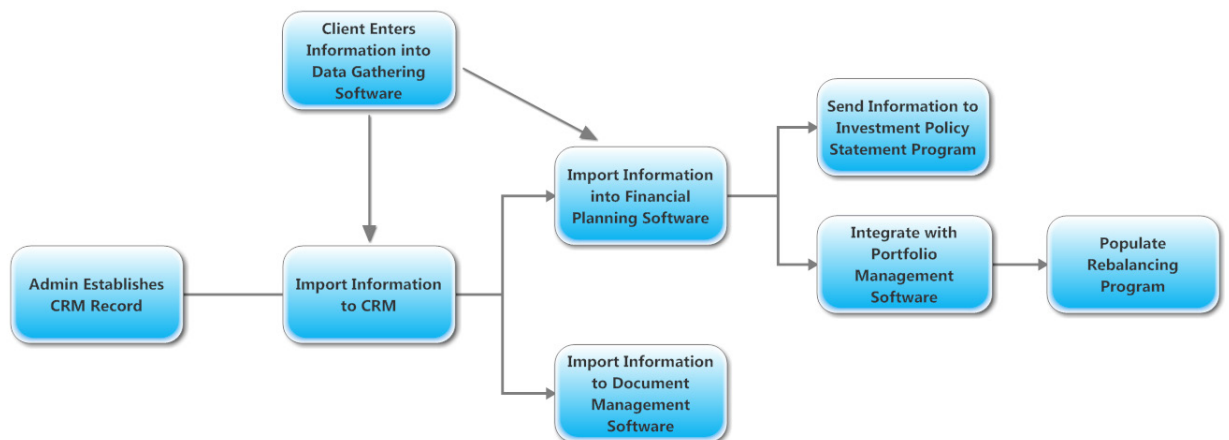 Client Enters
Information into
Data Gathering
Software
Send Information to
Investment Policy
Statement Program
Import Information
into Financial
Planning Software
Admin Establishes
CRM Record
Import Information
to CRM
Integrate with
Portfolio
Management
Software
Populate
Rebalancing
Program
Import Information
to Document
Management
Software